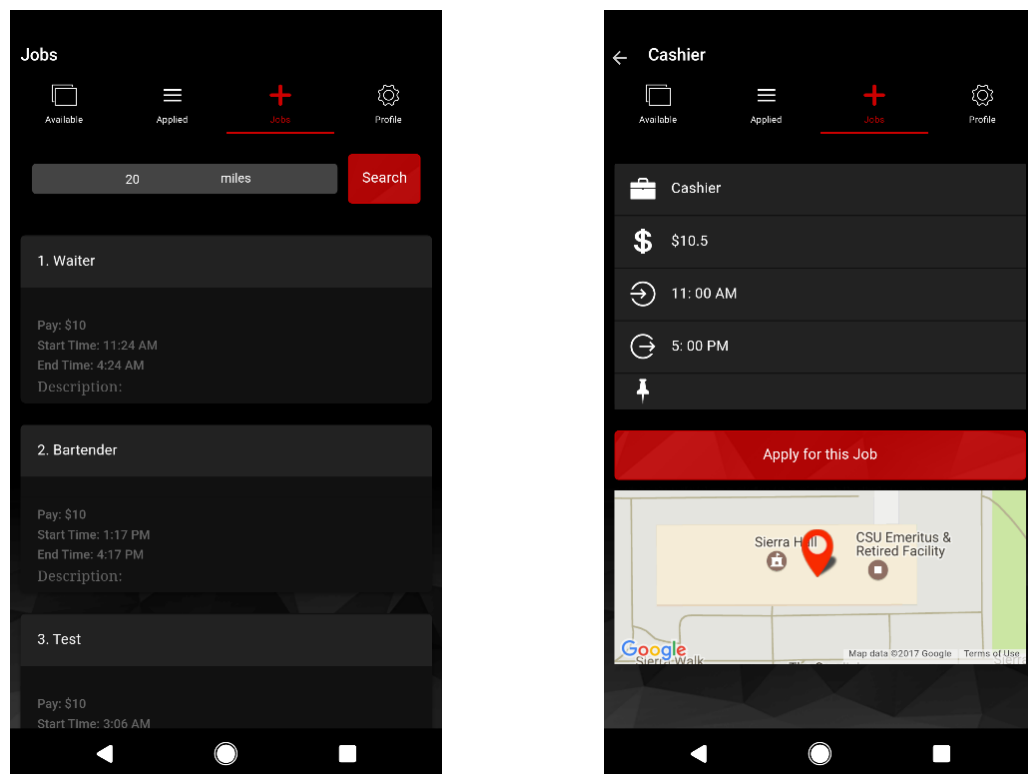 Jobs
Available
Applied
Jobs
Profile
20 miles
Search
1. Waiter
Pay: $10
Start Time: 11:24 AM
End Time: 4:24 AM
Description:
2. Bartender
Pay: $10
Start Time: 1:17 PM
End Time: 4:17 PM
Description:
3. Test
Pay: $10
Start Time: 3:06 AM
Cashier
Available
Applied
Jobs
Profile
Cashier
$10.5
11: 00 AM
5: 00 PM
Apply for this Job
Sierra Hall
CSU Emeritus &
Retired Facility
Google
Map data ©2017 Google
Terms of Use
Sierra Walk